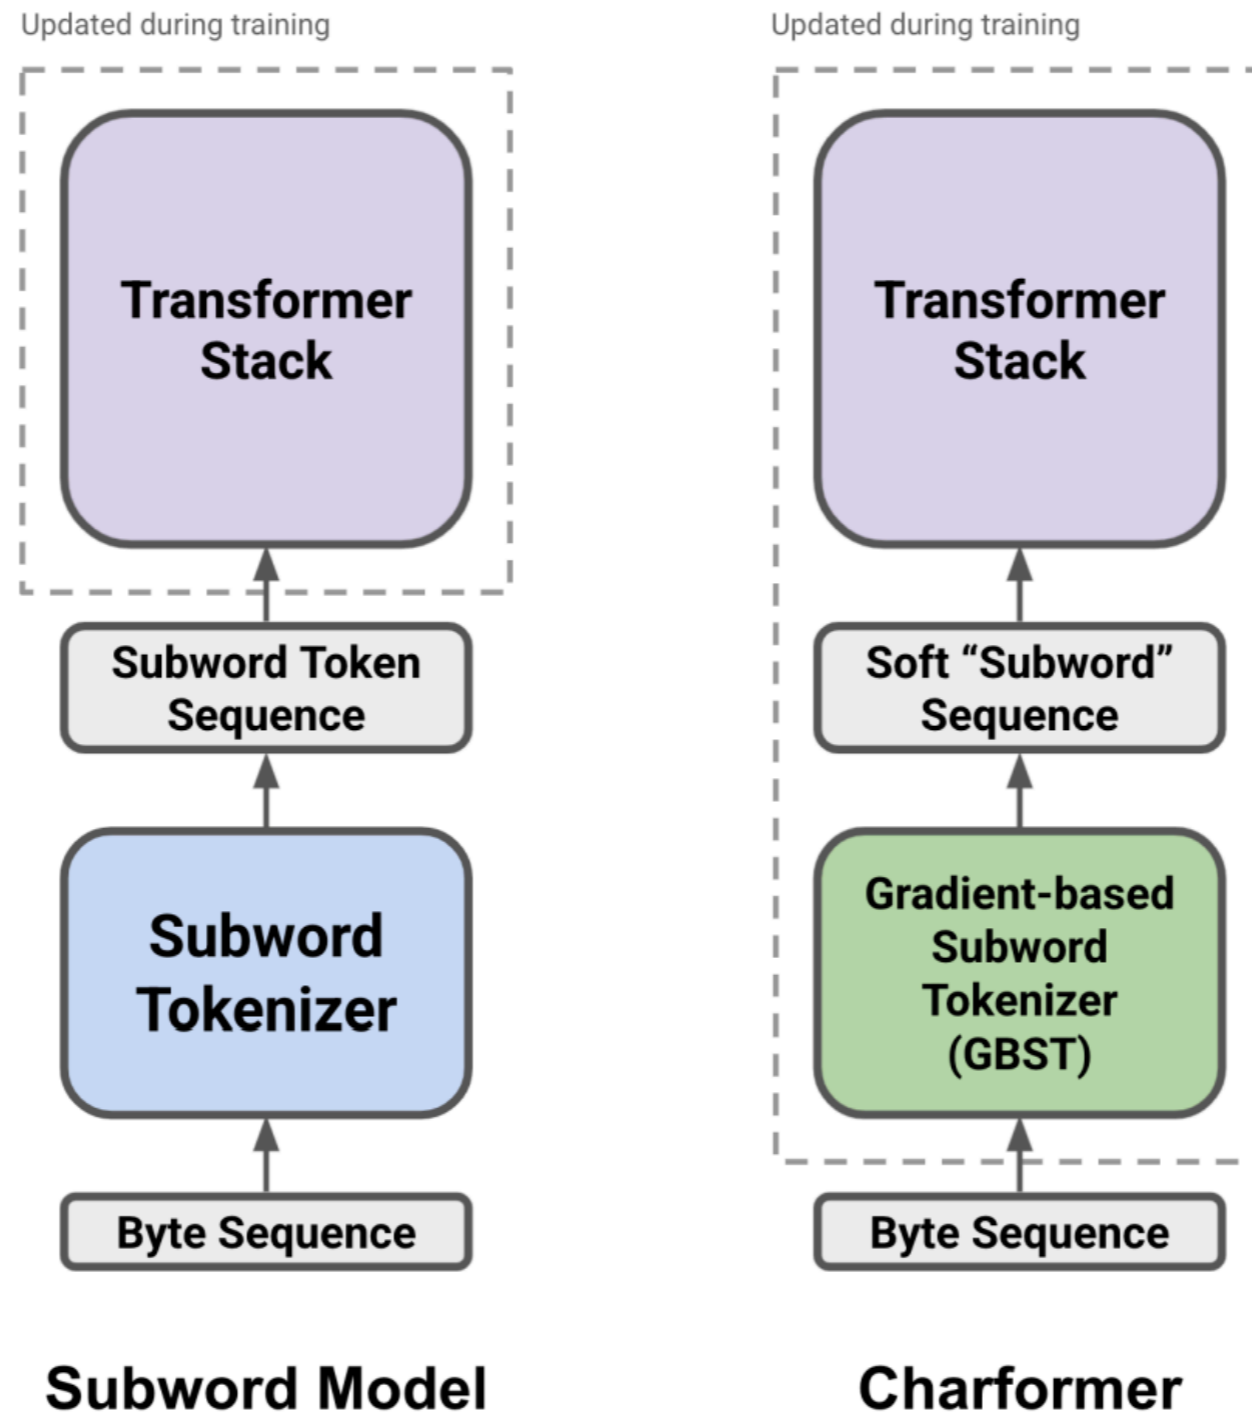 Updated during training
Transformer
Stack
Subword Token
Sequence
Subword
Tokenizer
Byte Sequence
Subword Model
Updated during training
Transformer
Stack
Soft “Subword”
Sequence
Gradient-based
Subword
Tokenizer
(GBST)
Byte Sequence
Charformer